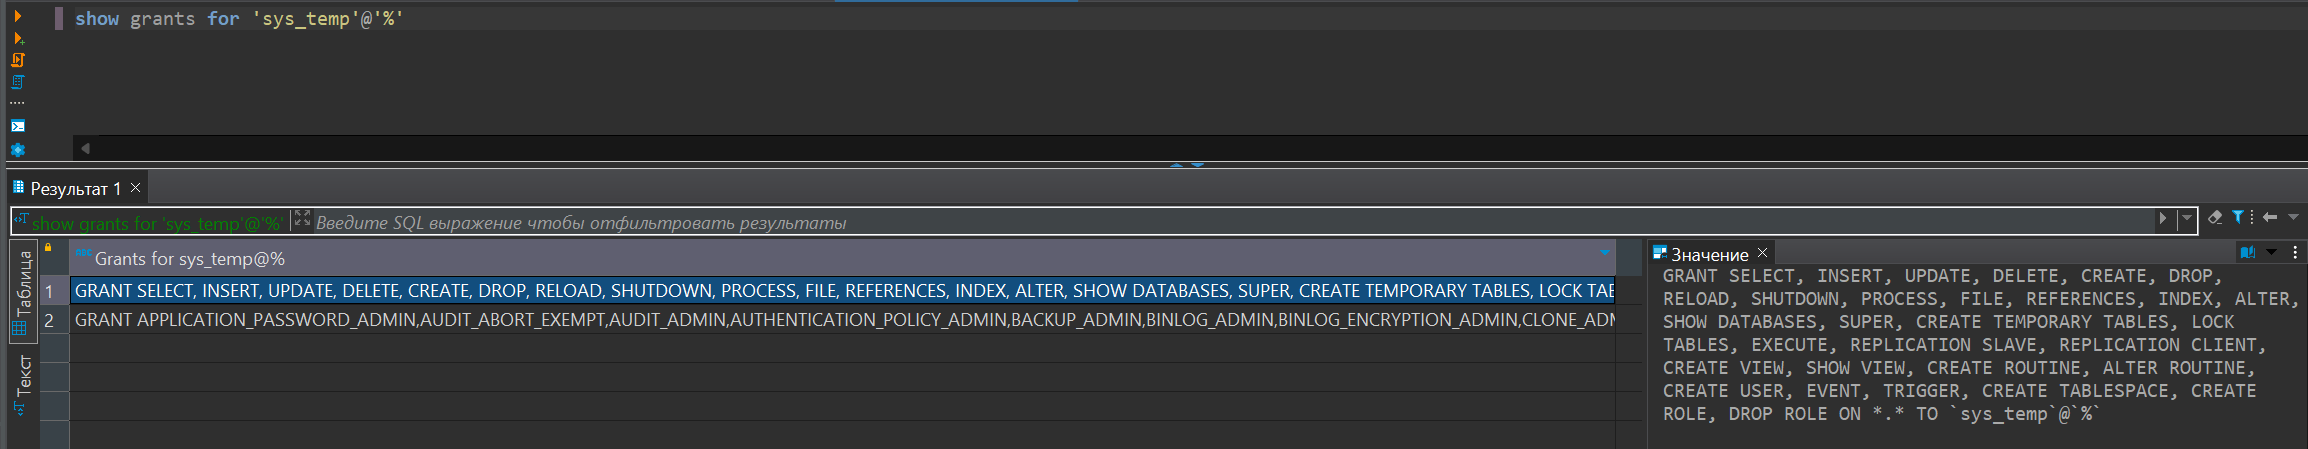 show grants for 'sys_temp'@'%'
Результат 1
show grants for 'sys_temp'@'%'
Введите SQL выражение чтобы отфильтровать результаты
Таблица
Текст
Grants for sys_temp@%
1 GRANT SELECT, INSERT, UPDATE, DELETE, CREATE, DROP, RELOAD, SHUTDOWN, PROCESS, FILE, REFERENCES, INDEX, ALTER, SHOW DATABASES, SUPER, CREATE TEMPORARY TABLES, LOCK TAB
2 GRANT APPLICATION_PASSWORD_ADMIN,AUDIT_ABORT_EXEMPT,AUDIT_ADMIN,AUTHENTICATION_POLICY_ADMIN,BACKUP_ADMIN,BINLOG_ADMIN,BINLOG_ENCRYPTION_ADMIN,CLONE_ADM
Значение
GRANT SELECT, INSERT, UPDATE, DELETE, CREATE, DROP,
RELOAD, SHUTDOWN, PROCESS, FILE, REFERENCES, INDEX, ALTER,
SHOW DATABASES, SUPER, CREATE TEMPORARY TABLES, LOCK
TABLES, EXECUTE, REPLICATION SLAVE, REPLICATION CLIENT,
CREATE VIEW, SHOW VIEW, CREATE ROUTINE, ALTER ROUTINE,
CREATE USER, EVENT, TRIGGER, CREATE TABLESPACE, CREATE
ROLE, DROP ROLE ON *.* TO `sys_temp`@`%`